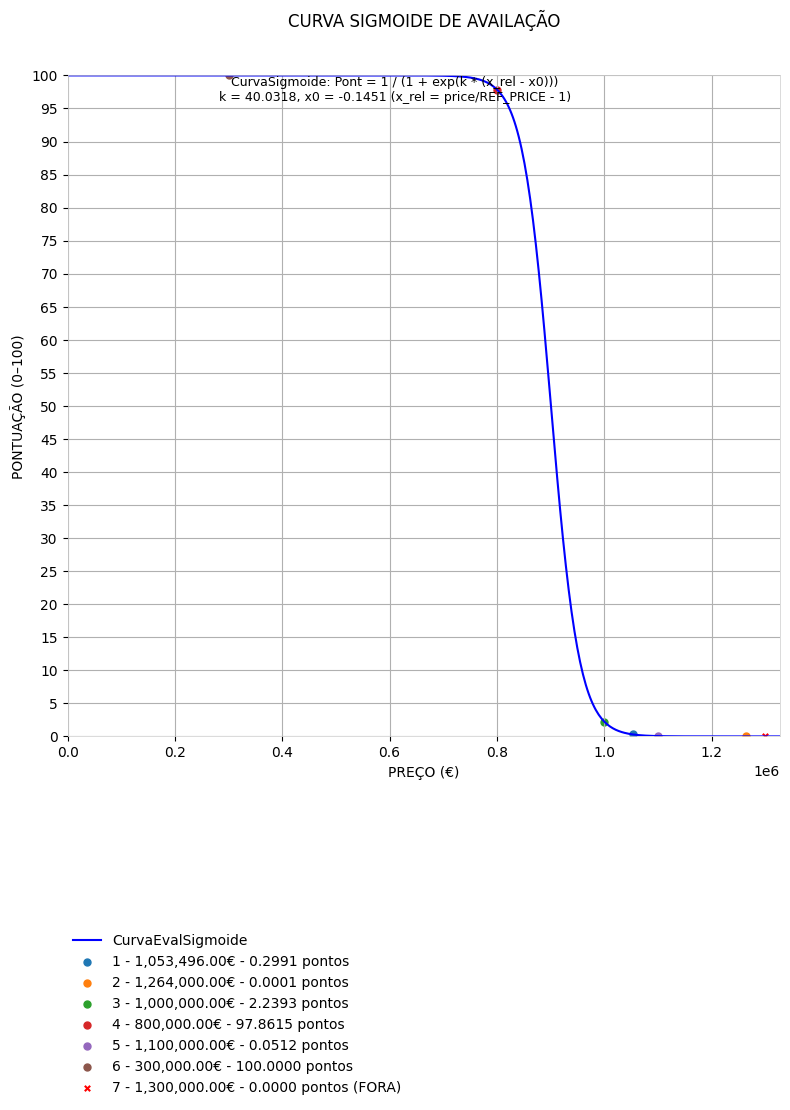 CURVA SIGMOIDE DE AVAILAÇÃO
CurvaSigmoide: Pont = 1 / (1 + exp(k * (x_rel - x0)))
k = 40.0318, x0 = -0.1451 (x_rel = price/REF_PRICE - 1)
100
95
90
85
80
75
70
65
60
55
50
45
40
35
30
25
20
15
10
5
0
PONTUAÇÃO (0–100)
0.0 0.2 0.4 0.6 0.8 1.0 1.2
1e6
PREÇO (€)
CurvaEvalSigmoide
1 - 1,053,496.00€ - 0.2991 pontos
2 - 1,264,000.00€ - 0.0001 pontos
3 - 1,000,000.00€ - 2.2393 pontos
4 - 800,000.00€ - 97.8615 pontos
5 - 1,100,000.00€ - 0.0512 pontos
6 - 300,000.00€ - 100.0000 pontos
7 - 1,300,000.00€ - 0.0000 pontos (FORA)